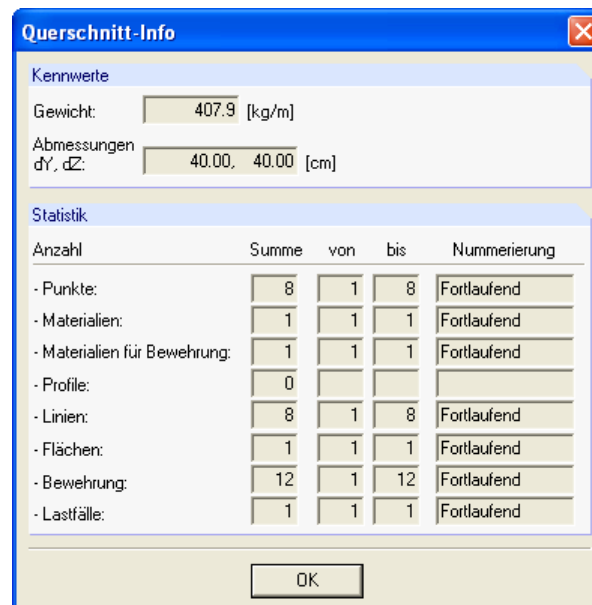 Querschnitt-Info
Kennwerte
Gewicht: 407.9 [kg/m]
Abmessungen
dY, dZ: 40.00, 40.00 [cm]
Statistik
Anzahl Summe von bis Nummerierung
- Punkte: 8 1 8 Fortlaufend
- Materialien: 1 1 1 Fortlaufend
- Materialien für Bewehrung: 1 1 1 Fortlaufend
- Profile: 0
- Linien: 8 1 8 Fortlaufend
- Flächen: 1 1 1 Fortlaufend
- Bewehrung: 12 1 12 Fortlaufend
- Lastfälle: 1 1 1 Fortlaufend
OK